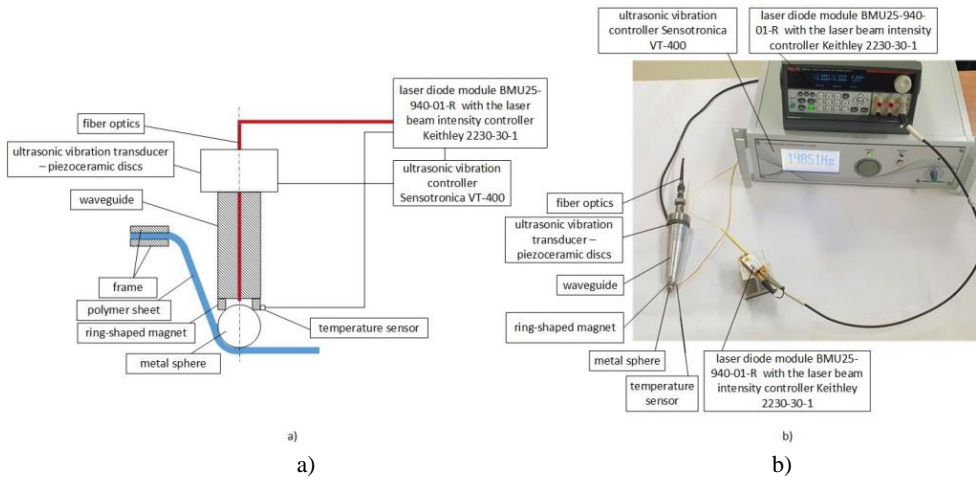 laser diode module BMU25-
940-01-R with the laser
beam intensity controller
Keithley 2230-30-1
fiber optics
ultrasonic vibration transducer
– piezoceramic discs
ultrasonic vibration
controller
Sensotronica VT-400
waveguide
frame
polymer sheet
ring-shaped magnet
metal sphere
temperature sensor
a)
a)
ultrasonic vibration
controller Sensotronica
VT-400
laser diode module BMU25-940-
01-R with the laser beam intensity
controller Keithley 2230-30-1
14851Hz
fiber optics
ultrasonic vibration
transducer –
piezoceramic discs
waveguide
ring-shaped magnet
metal sphere
temperature
sensor
laser diode module BMU25-
940-01-R with the laser beam
intensity controller Keithley
2230-30-1
b)
b)